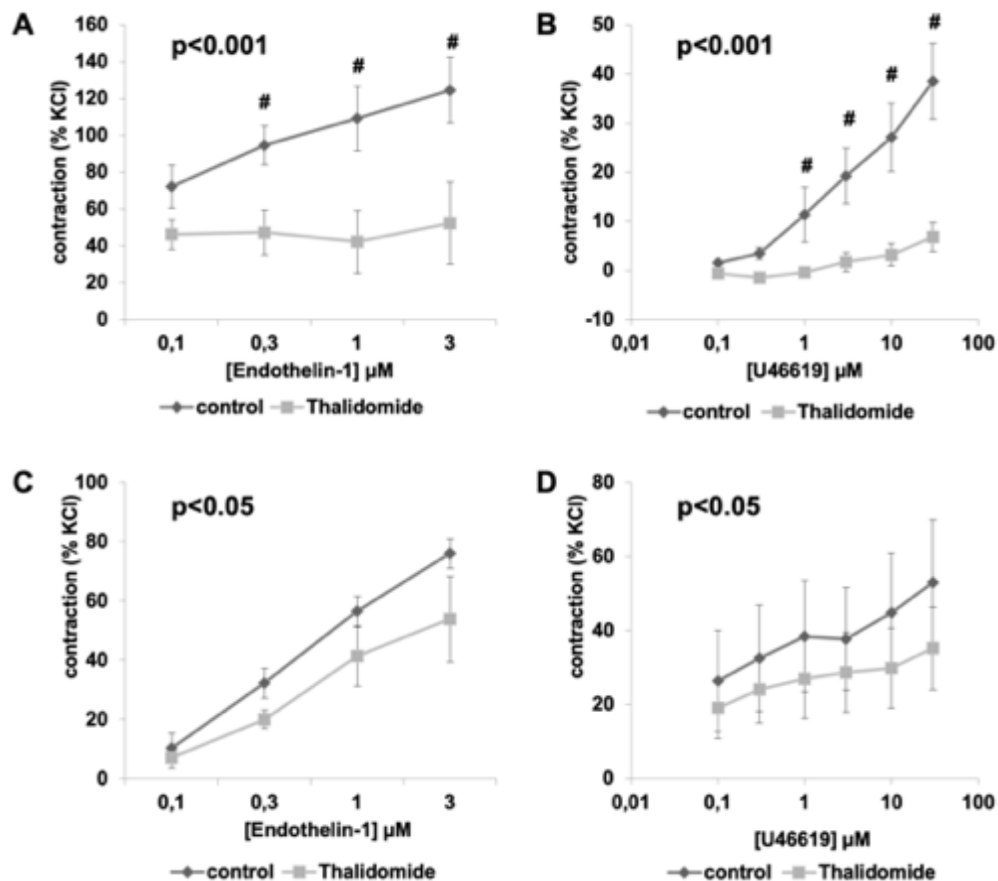 A
p<0.001
contraction (% KCl)
160
140
120
100
80
60
40
20
0
# # #
0,1 0,3 1 3
[Endothelin-1] µM
control Thalidomide
B
p<0.001
contraction (% KCl)
50
40
30
20
10
0
-10
# # # # #
0,01 0,1 1 10 100
[U46619] µM
control Thalidomide
C
p<0.05
contraction (% KCl)
100
80
60
40
20
0
0,1 0,3 1 3
[Endothelin-1] µM
control Thalidomide
D
p<0.05
contraction (% KCl)
80
60
40
20
0
0,01 0,1 1 10 100
[U46619] µM
control Thalidomide